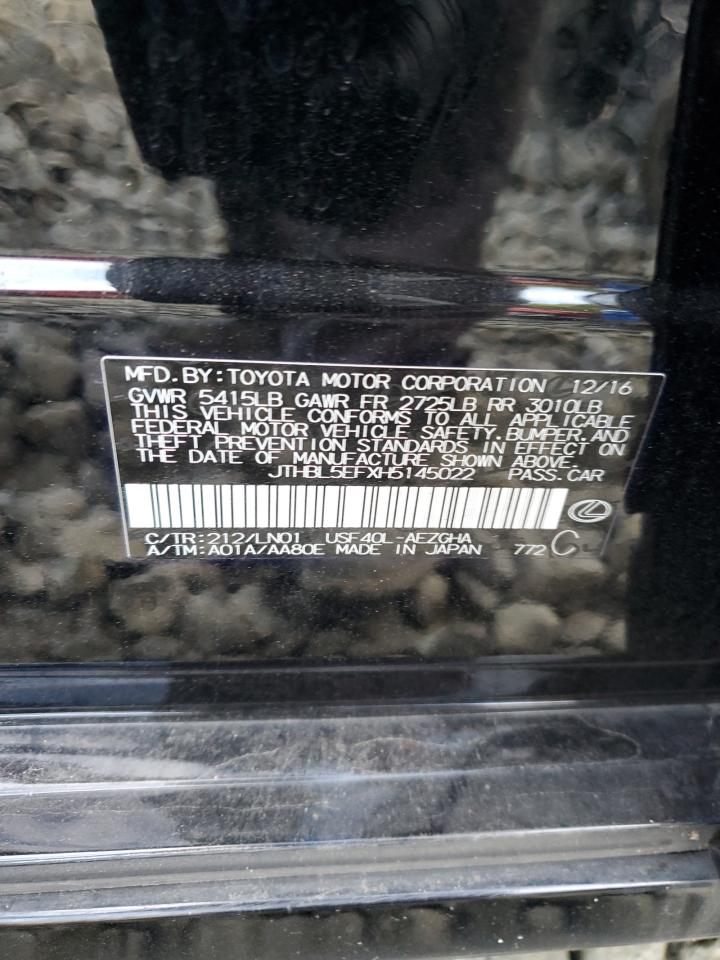 MFD.BY:TOYOTA MOTOR CORPORATION 12/16
GVWR 5415LB GAWR FR 2725LB RR 3010LB
THIS VEHICLE CONFORMS TO ALL APPLICABLE
FEDERAL MOTOR VEHICLE SAFETY,BUMPER,AND
THEFT PREVENTION STANDARDS IN EFFECT ON
THE DATE OF MANUFACTURE SHOWN ABOVE.
JTHBL5EFXH5145022 PASS.CAR
C/TR:212/LN01 USF40L-AEZGHA
A/TM:A01A/AA80E MADE IN JAPAN 772 C L